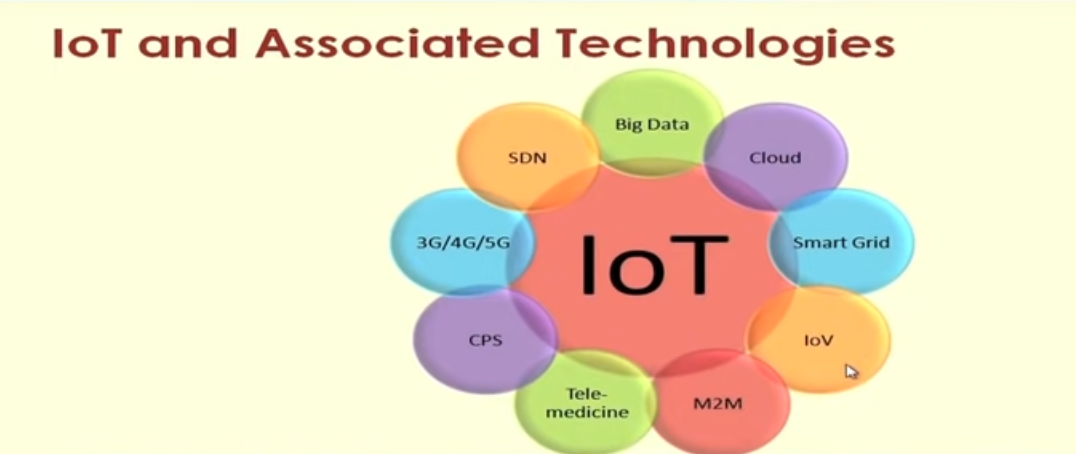 IoT and Associated Technologies
Big Data
Cloud
Smart Grid
IoV
M2M
Tele-
medicine
CPS
3G/4G/5G
SDN
IoT